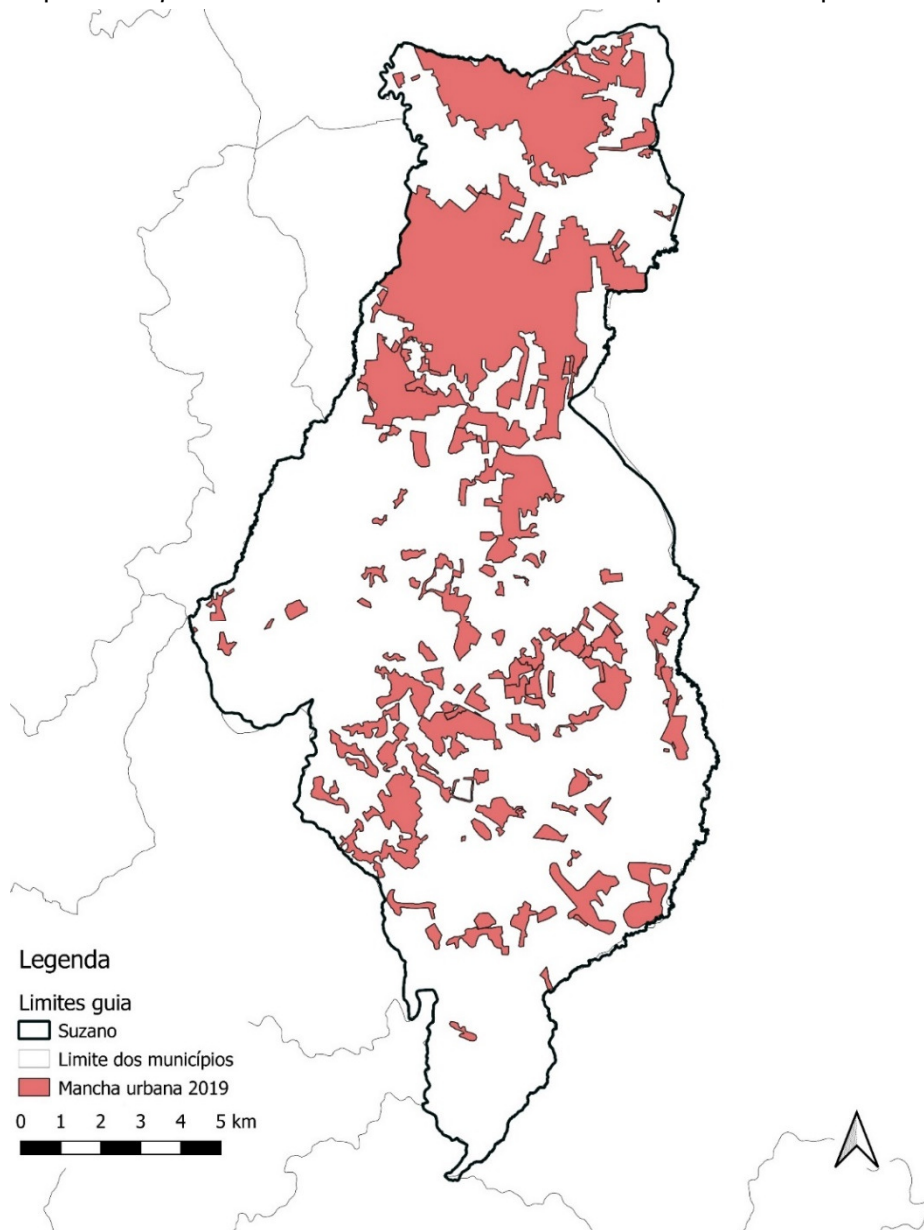 Legenda
Limites guia
Suzano
Limite dos municípios
Mancha urbana 2019
0 1 2 3 4 5 km